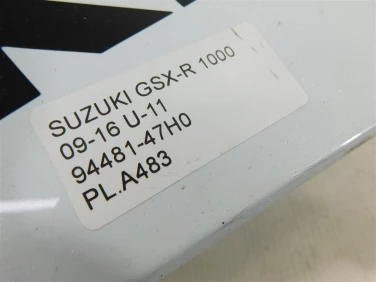 SUZUKI GSX-R 1000
09-16 U-11
94481-47H0
PL.A483